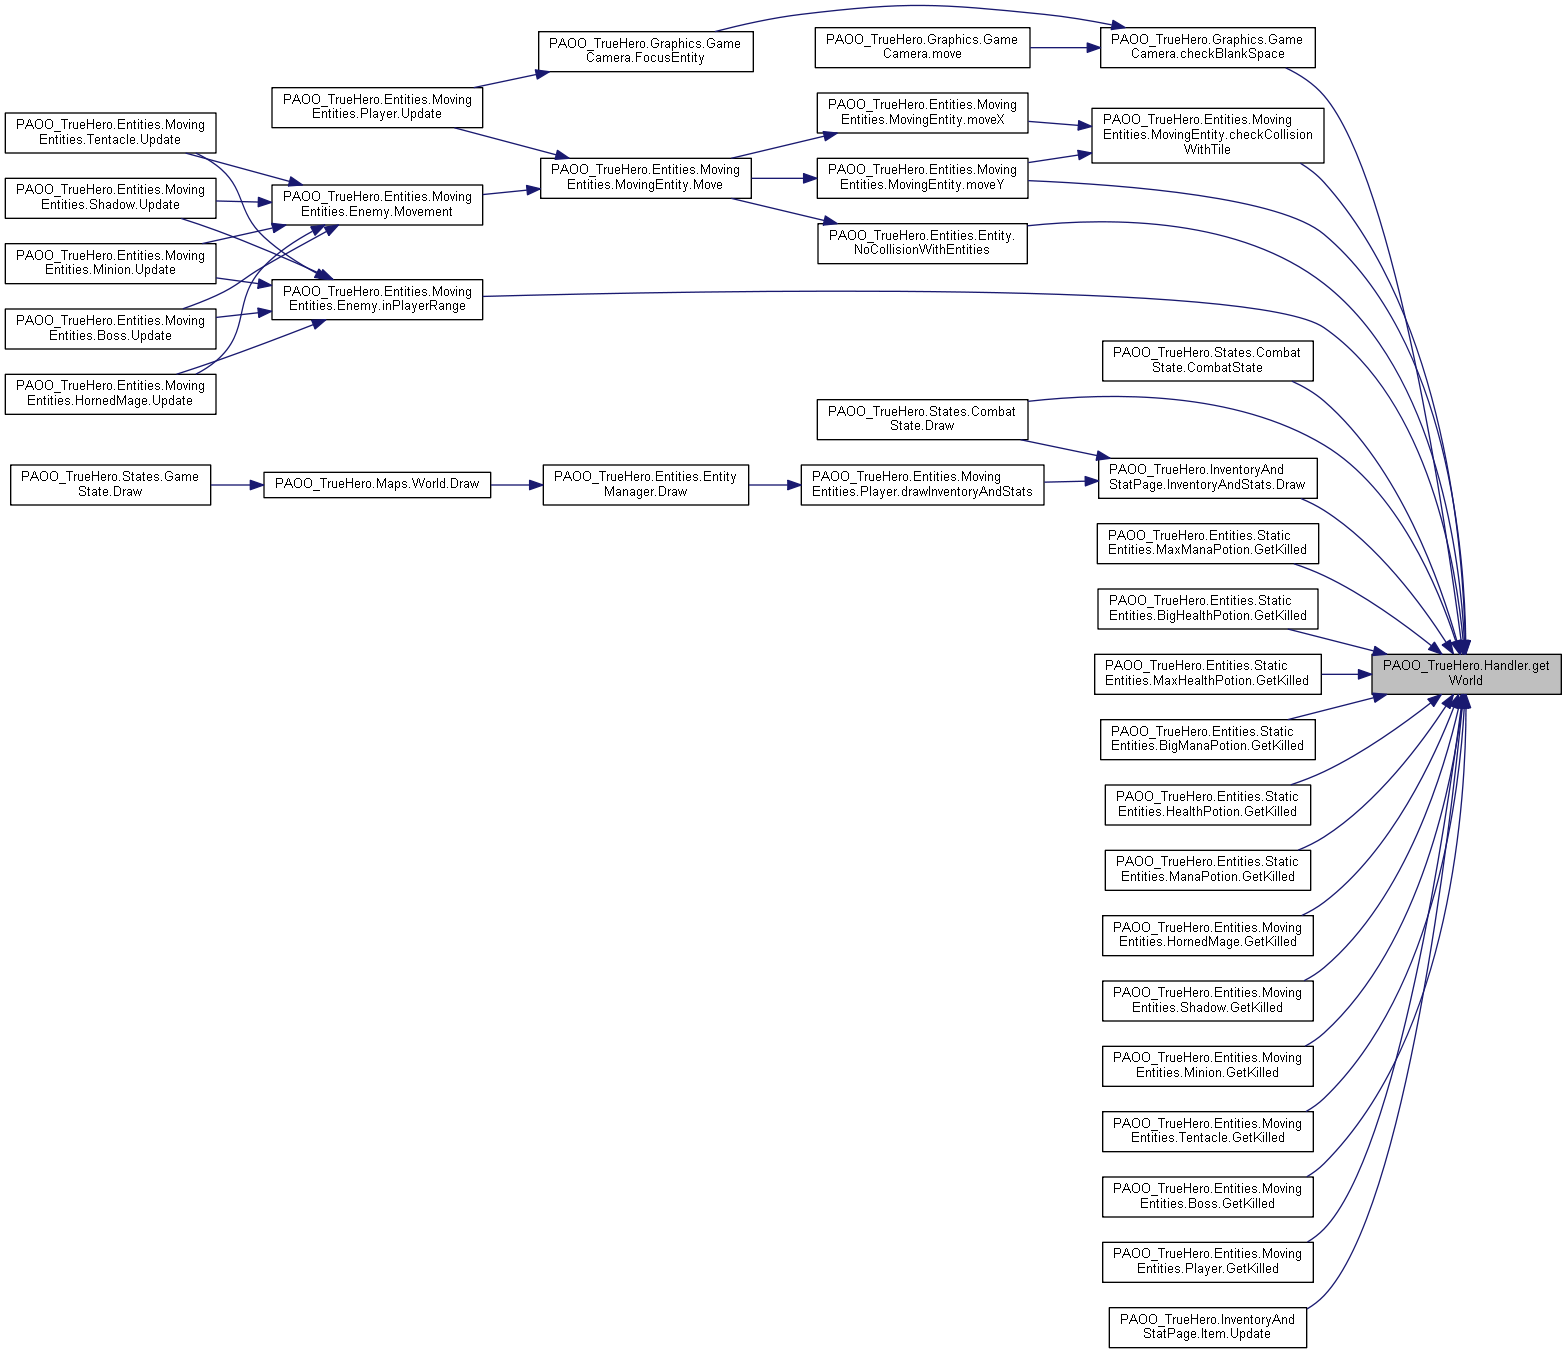 PAOO_TrueHero.Graphics.Game
Camera.FocusEntity
PAOO_TrueHero.Graphics.Game
Camera.move
PAOO_TrueHero.Graphics.Game
Camera.checkBlankSpace
PAOO_TrueHero.Entities.Moving
Entities.Player.Update
PAOO_TrueHero.Entities.Moving
Entities.MovingEntity.moveX
PAOO_TrueHero.Entities.Moving
Entities.MovingEntity.checkCollision
WithTile
PAOO_TrueHero.Entities.Moving
Entities.Tentacle.Update
PAOO_TrueHero.Entities.Moving
Entities.MovingEntity.Move
PAOO_TrueHero.Entities.Moving
Entities.MovingEntity.moveY
PAOO_TrueHero.Entities.Moving
Entities.Shadow.Update
PAOO_TrueHero.Entities.Moving
Entities.Enemy.Movement
PAOO_TrueHero.Entities.Entity.
NoCollisionWithEntities
PAOO_TrueHero.Entities.Moving
Entities.Minion.Update
PAOO_TrueHero.Entities.Moving
Entities.Enemy.inPlayerRange
PAOO_TrueHero.Entities.Moving
Entities.Boss.Update
PAOO_TrueHero.States.Combat
State.CombatState
PAOO_TrueHero.Entities.Moving
Entities.HornedMage.Update
PAOO_TrueHero.States.Combat
State.Draw
PAOO_TrueHero.States.Game
State.Draw
PAOO_TrueHero.Maps.World.Draw
PAOO_TrueHero.Entities.Entity
Manager.Draw
PAOO_TrueHero.Entities.Moving
Entities.Player.drawInventoryAndStats
PAOO_TrueHero.InventoryAnd
StatPage.InventoryAndStats.Draw
PAOO_TrueHero.Entities.Static
Entities.MaxManaPotion.GetKilled
PAOO_TrueHero.Entities.Static
Entities.BigHealthPotion.GetKilled
PAOO_TrueHero.Entities.Static
Entities.MaxHealthPotion.GetKilled
PAOO_TrueHero.Handler.get
World
PAOO_TrueHero.Entities.Static
Entities.BigManaPotion.GetKilled
PAOO_TrueHero.Entities.Static
Entities.HealthPotion.GetKilled
PAOO_TrueHero.Entities.Static
Entities.ManaPotion.GetKilled
PAOO_TrueHero.Entities.Moving
Entities.HornedMage.GetKilled
PAOO_TrueHero.Entities.Moving
Entities.Shadow.GetKilled
PAOO_TrueHero.Entities.Moving
Entities.Minion.GetKilled
PAOO_TrueHero.Entities.Moving
Entities.Tentacle.GetKilled
PAOO_TrueHero.Entities.Moving
Entities.Boss.GetKilled
PAOO_TrueHero.Entities.Moving
Entities.Player.GetKilled
PAOO_TrueHero.InventoryAnd
StatPage.Item.Update